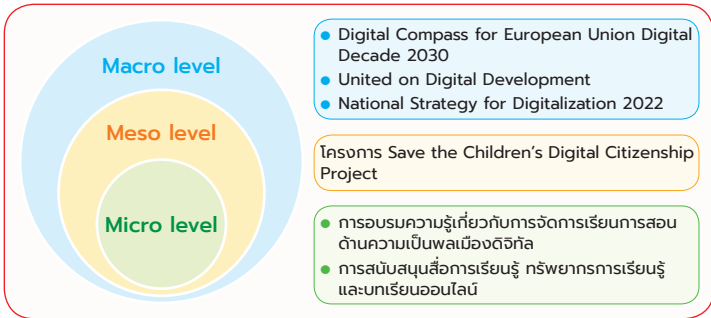 Macro level
Meso level
Micro level
● Digital Compass for European Union Digital
Decade 2030
● United on Digital Development
● National Strategy for Digitalization 2022
โครงการ Save the Children's Digital Citizenship
Project
● การอบรมความรู้เกี่ยวกับการจัดการเรียนการสอน
ด้านความเป็นพลเมืองดิจิทัล
● การสนับสนุนสื่อการเรียนรู้ ทรัพยากรการเรียนรู้
และบทเรียนออนไลน์